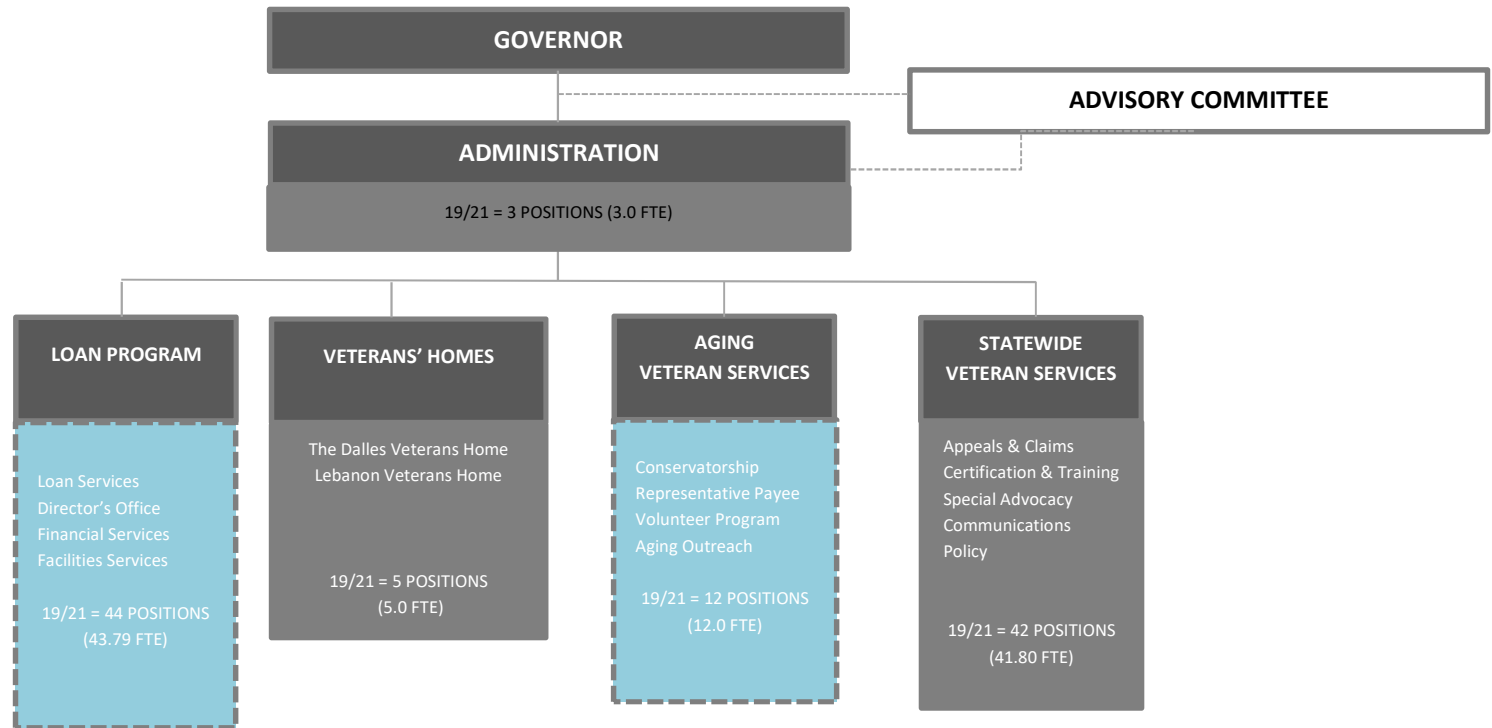 GOVERNOR
ADVISORY COMMITTEE
ADMINISTRATION
19/21 = 3 POSITIONS (3.0 FTE)
LOAN PROGRAM
Loan Services
Director’s Office
Financial Services
Facilities Services
19/21 = 44 POSITIONS
(43.79 FTE)
VETERANS’ HOMES
The Dalles Veterans Home
Lebanon Veterans Home
19/21 = 5 POSITIONS
(5.0 FTE)
AGING
VETERAN SERVICES
Conservatorship
Representative Payee
Volunteer Program
Aging Outreach
19/21 = 12 POSITIONS
(12.0 FTE)
STATEWIDE
VETERAN SERVICES
Appeals & Claims
Certification & Training
Special Advocacy
Communications
Policy
19/21 = 42 POSITIONS
(41.80 FTE)